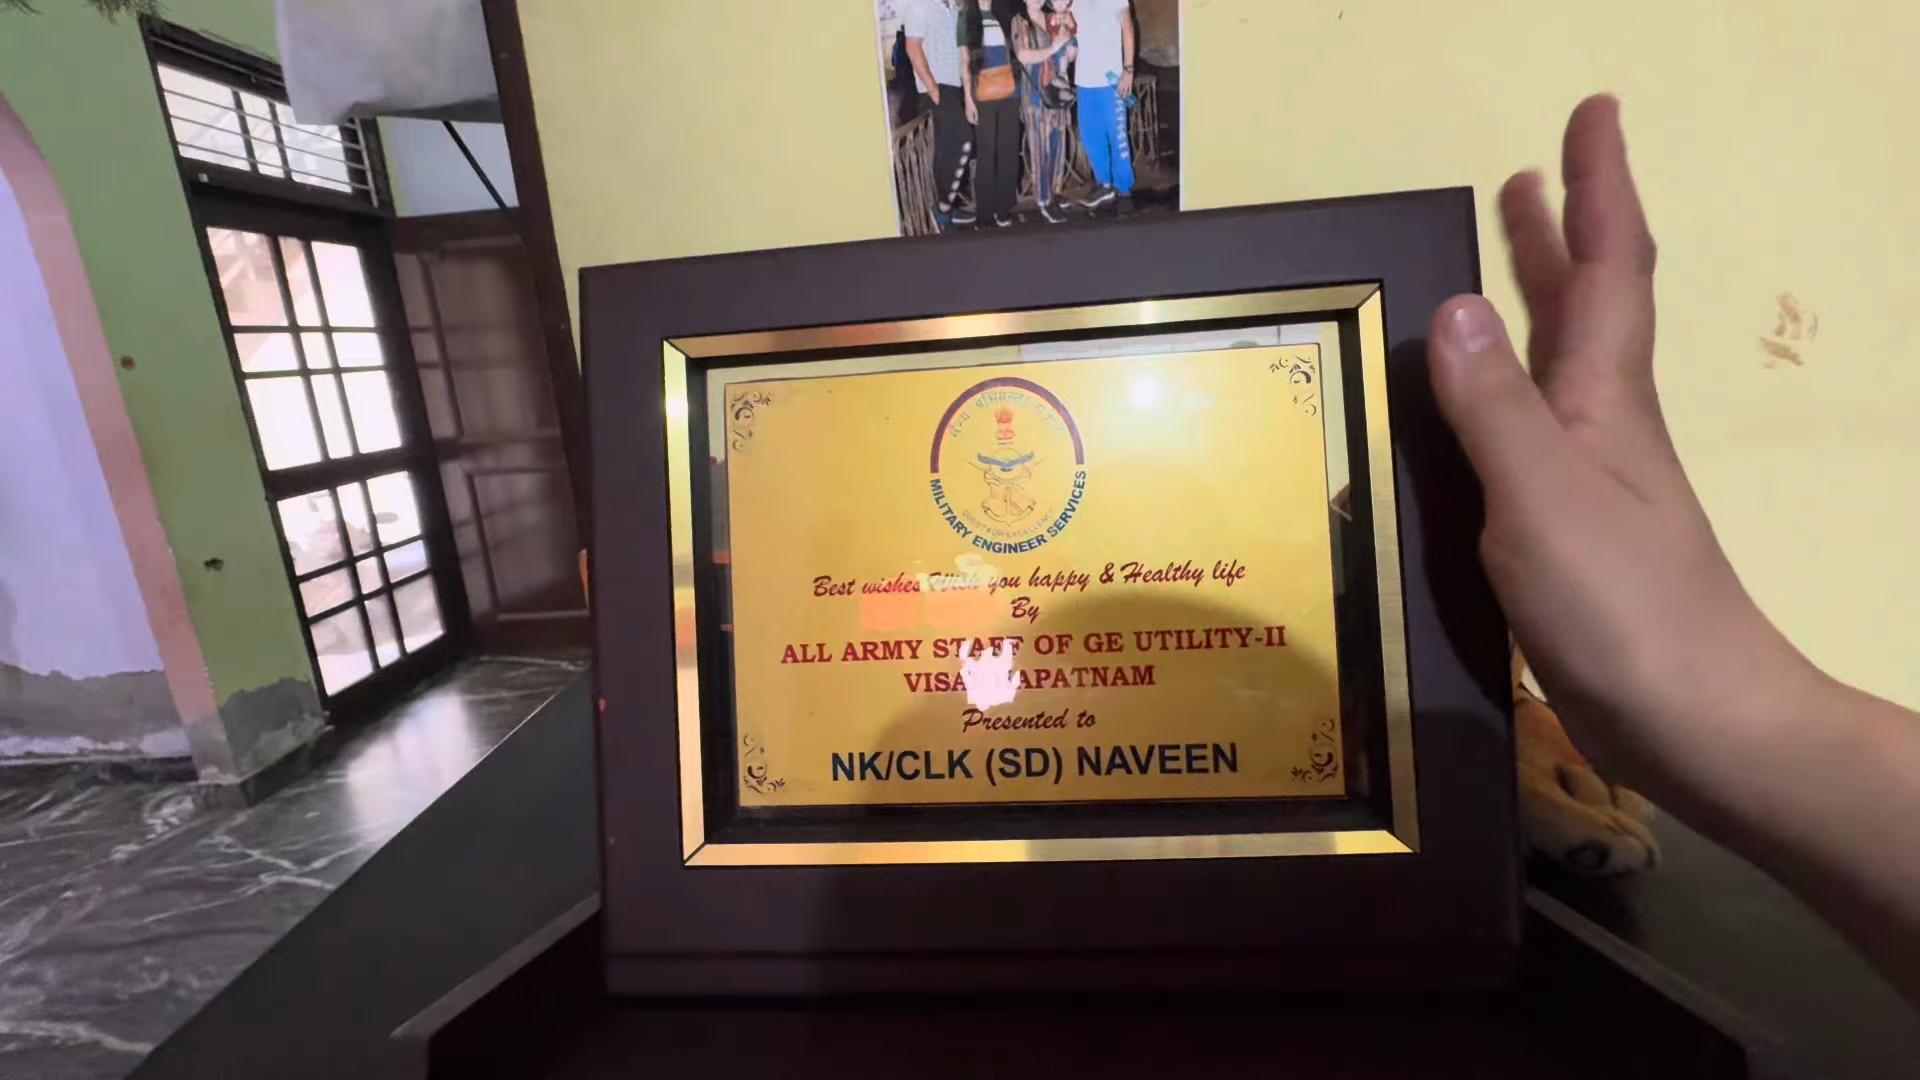 MILITARY ENGINEER SERVICES
Best wishes Wish you happy & Healthy life
By
ALL ARMY STAFF OF GE UTILITY-II
Presented to
NK/CLK (SD) NAVEEN